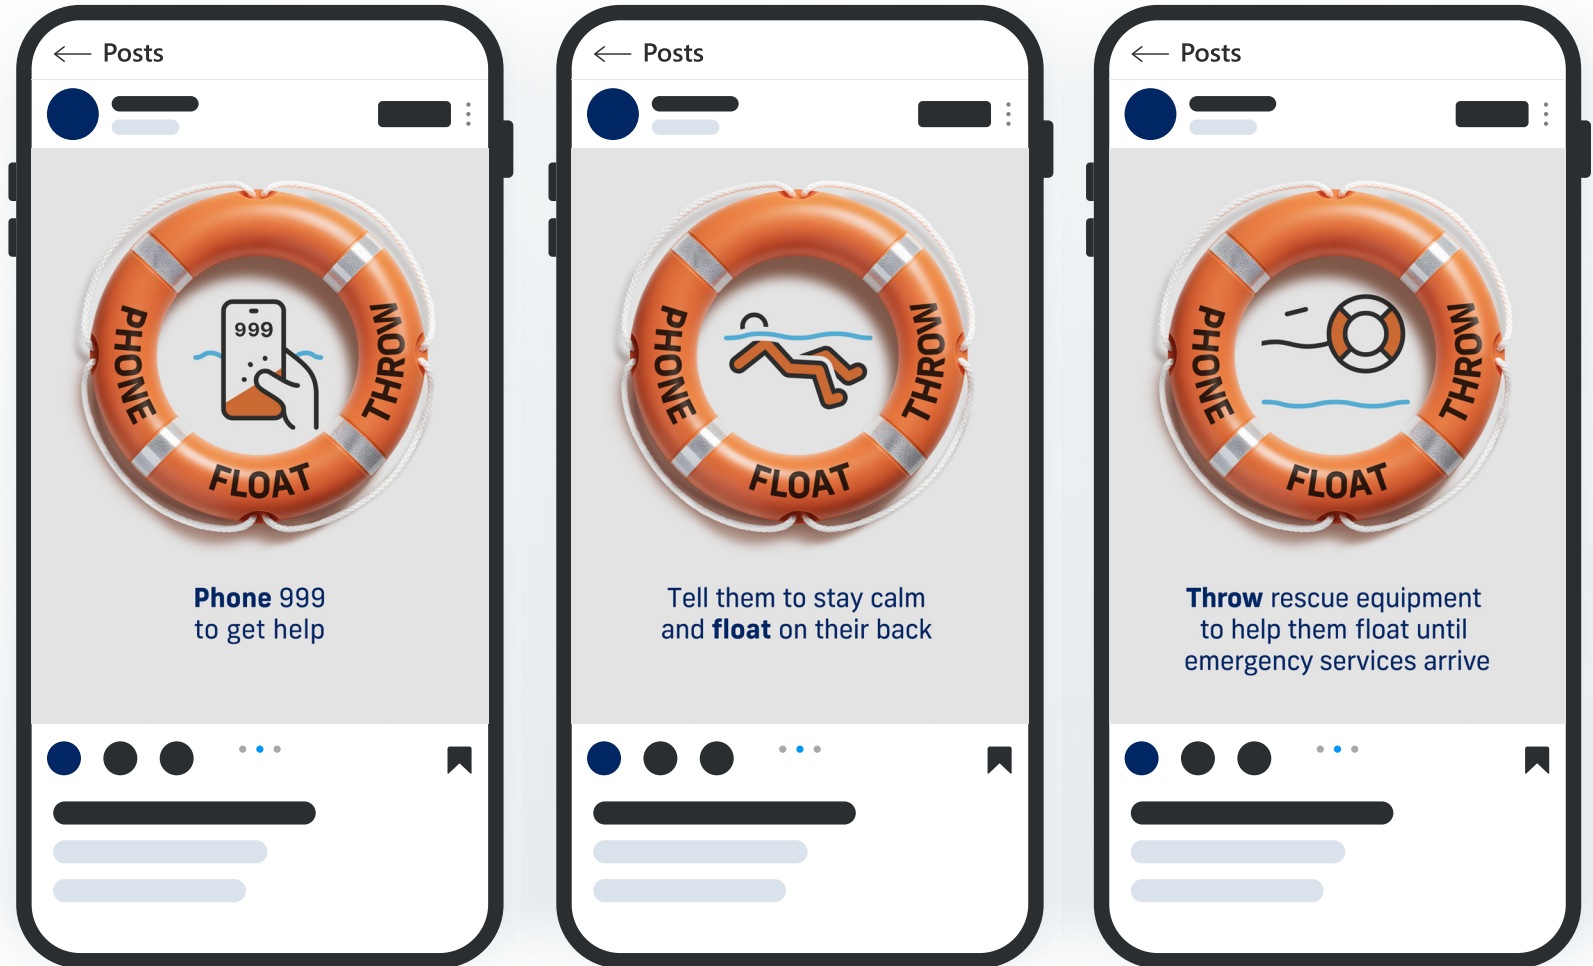 Posts
PHONE
THROW
FLOAT
999
Phone 999
to get help
Posts
PHONE
THROW
FLOAT
Tell them to stay calm
and float on their back
Posts
PHONE
THROW
FLOAT
Throw rescue equipment
to help them float until
emergency services arrive